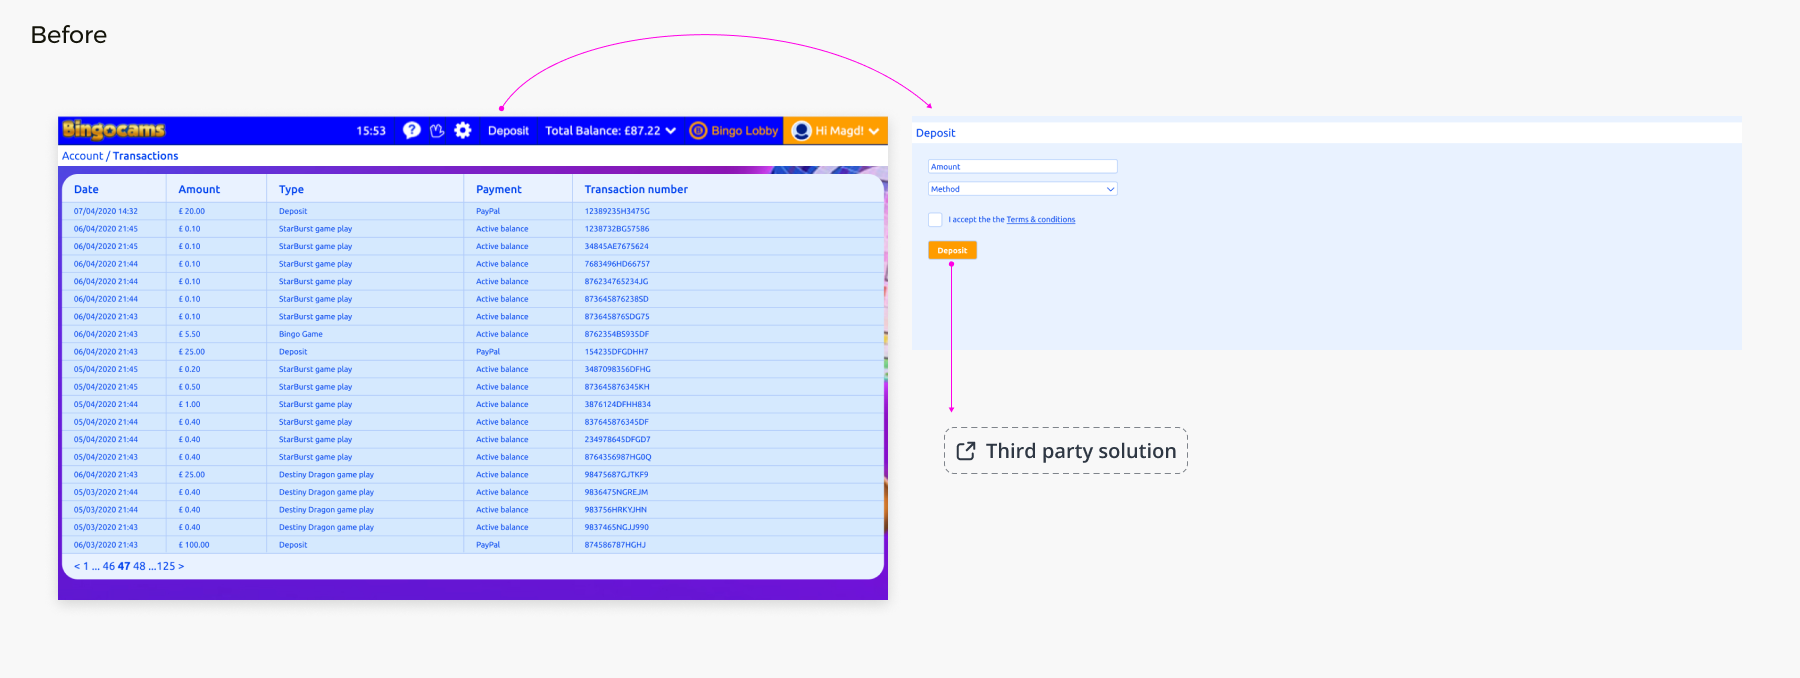 Before
Bingocams
15:53 Deposit Total Balance: £87.22 Bingo Lobby Hi Magd!
Account / Transactions
Date Amount Type Payment Transaction number
07/04/2020 14:32 £ 20.00 Deposit PayPal 12389235H3475G
06/04/2020 21:45 £ 0.10 StarBurst game play Active balance 1238732BG57586
06/04/2020 21:45 £ 0.10 StarBurst game play Active balance 34845AE7675624
06/04/2020 21:44 £ 0.10 StarBurst game play Active balance 7683496HD66757
06/04/2020 21:44 £ 0.10 StarBurst game play Active balance 876234765234JG
06/04/2020 21:44 £ 0.10 StarBurst game play Active balance 873645876238SD
06/04/2020 21:43 £ 0.10 StarBurst game play Active balance 873645876SDG75
06/04/2020 21:43 £ 5.50 Bingo Game Active balance 8762354B5935DF
06/04/2020 21:43 £ 25.00 Deposit PayPal 154235DFGDHH7
05/04/2020 21:45 £ 0.20 StarBurst game play Active balance 3487098356DFHG
05/04/2020 21:45 £ 0.50 StarBurst game play Active balance 873645876345KH
05/04/2020 21:44 £ 1.00 StarBurst game play Active balance 3876124DFHH834
05/04/2020 21:44 £ 0.40 StarBurst game play Active balance 837645876345DF
05/04/2020 21:44 £ 0.40 StarBurst game play Active balance 234978645DFGD7
05/04/2020 21:43 £ 0.40 StarBurst game play Active balance 8764356987HG0Q
06/04/2020 21:43 £ 25.00 Destiny Dragon game play Active balance 98475687GJTKF9
05/03/2020 21:44 £ 0.40 Destiny Dragon game play Active balance 9836475NGREJM
05/03/2020 21:44 £ 0.40 Destiny Dragon game play Active balance 983756HRKYJHN
05/03/2020 21:43 £ 0.40 Destiny Dragon game play Active balance 9837465NGJJ990
06/03/2020 21:43 £ 100.00 Deposit PayPal 874586787HGHJ
< 1 ... 46 47 48 ...125 >
Deposit
Amount
Method
I accept the the Terms & conditions
Deposit
Third party solution